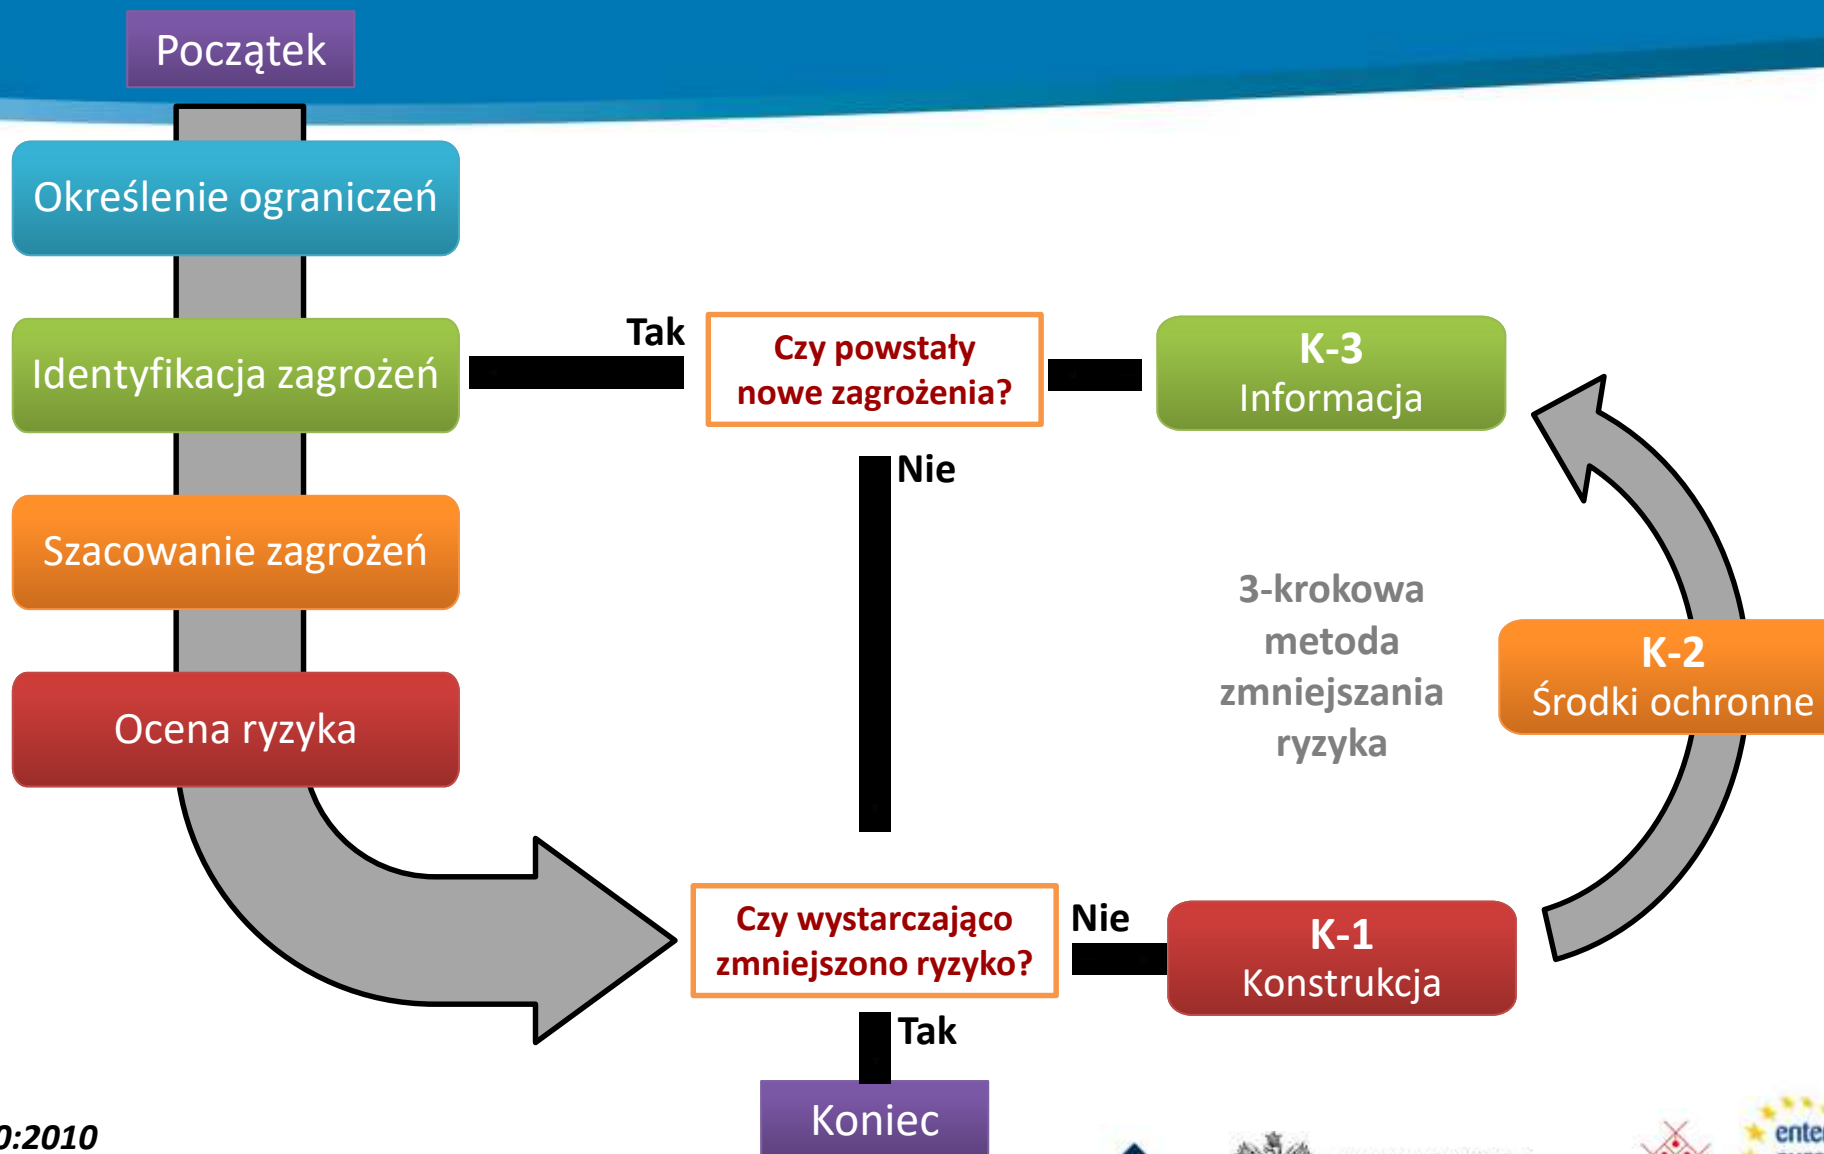 Początek
Określenie ograniczeń
Identyfikacja zagrożeń
Szacowanie zagrożeń
Ocena ryzyka
Tak
Czy powstały
nowe zagrożenia?
K-3
Informacja
Nie
3-krokowa
metoda
zmniejszania
ryzyka
K-2
Środki ochronne
Czy wystarczająco
zmniejszono ryzyko?
Nie
K-1
Konstrukcja
Tak
Koniec
0:2010